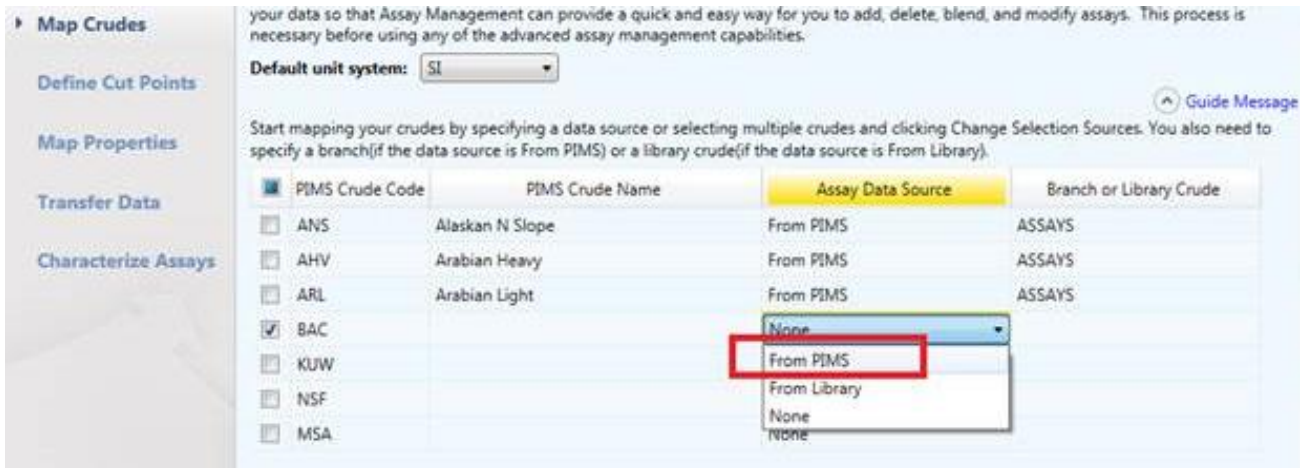 Map Crudes
Define Cut Points
Map Properties
Transfer Data
Characterize Assays
your data so that Assay Management can provide a quick and easy way for you to add, delete, blend, and modify assays. This process is
necessary before using any of the advanced assay management capabilities.
Default unit system: SI
Guide Message
Start mapping your crudes by specifying a data source or selecting multiple crudes and clicking Change Selection Sources. You also need to
specify a branch(if the data source is From PIMS) or a library crude(if the data source is From Library).
PIMS Crude Code PIMS Crude Name Assay Data Source Branch or Library Crude
ANS Alaskan N Slope From PIMS ASSAYS
AHV Arabian Heavy From PIMS ASSAYS
ARL Arabian Light From PIMS ASSAYS
BAC None
KUW From PIMS
NSF From Library
None
MSA None